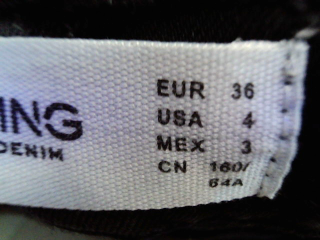 ING
DENIM
EUR 36
USA 4
MEX 3
CN 160/
64A